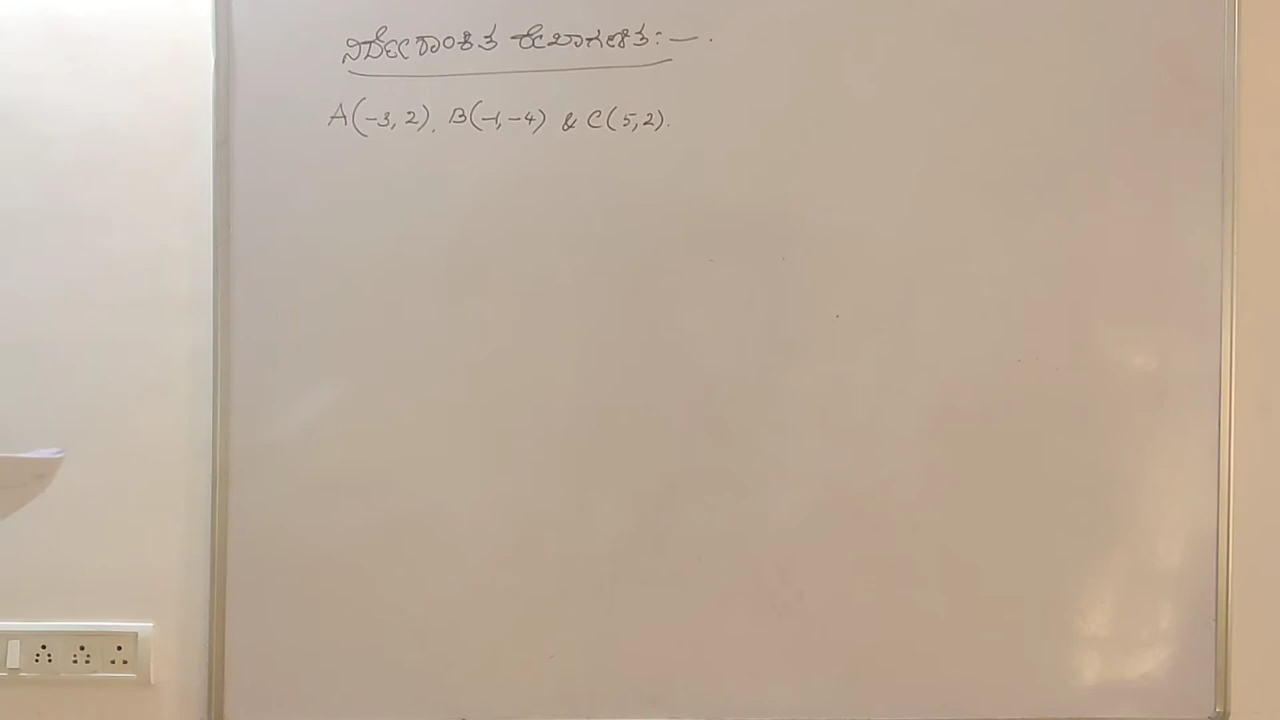 ನಿರ್ದೇಶಾಂಕಿತ ರೇಖಾಗಣಿತ:—.
A(-3, 2), B(-1,-4) & C(5,2).